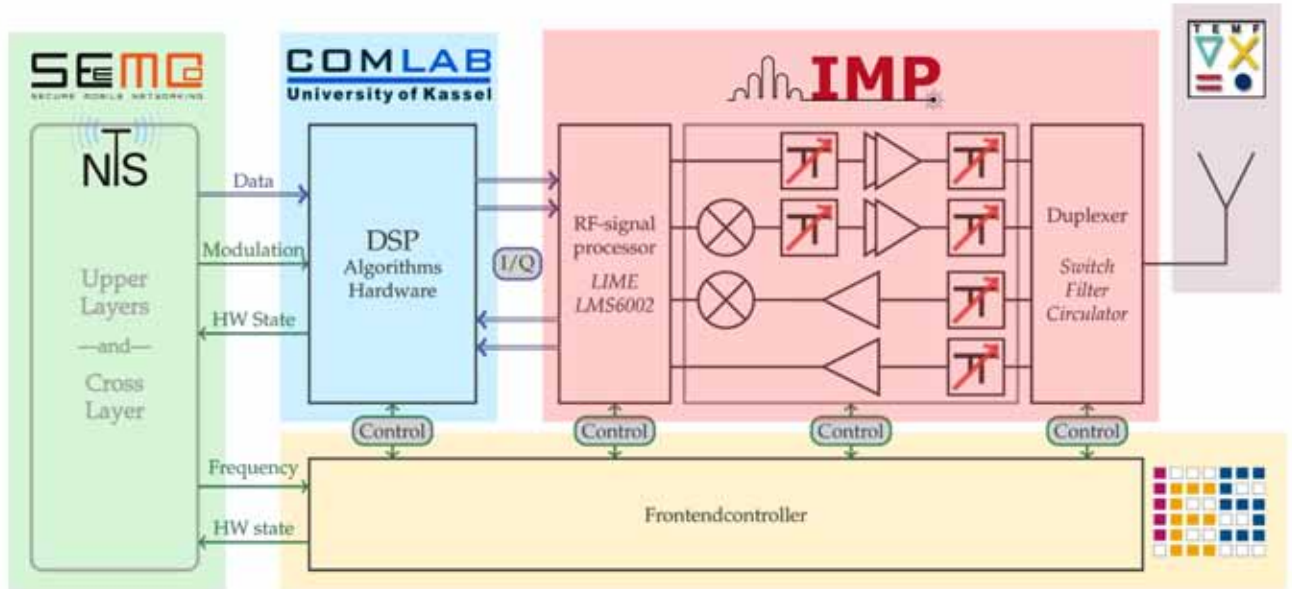 SEMO
SECURE MOBILE NETWORKING
NTS
Upper
Layers
—and—
Cross
Layer
Data
Modulation
HW State
Frequency
HW state
COMLAB
University of Kassel
DSP
Algorithms
Hardware
I/Q
IMP
RF-signal
processor
LIME
LMS6002
Duplexer
Switch
Filter
Circulator
TEMF
Control
Control
Control
Control
Frontendcontroller